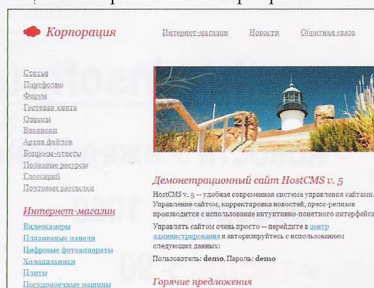 Корпорация
Интернет-магазин Новости Обратная связь
Статьи
Портфолио
Форум
Гостевая книга
Опросы
Вакансии
Архив файлов
Вопросы-ответы
Полезные ресурсы
Глоссарий
Почтовые рассылки
Интернет-магазин
Видеокамеры
Плазменные панели
Цифровые фотоаппараты
Холодильники
Плиты
Посудомоечные машины
Демонстрационный сайт HostCMS v. 5
HostCMS v. 5 -- удобная современная система управления сайтами.
Управление сайтом, корректировка новостей, пресс-релизов
производится с использование интуитивно-понятного интерфейса
Управлять сайтом очень просто -- перейдите в центр
администрирования и авторизируйтесь с использованием
следующих данных:
Пользователь: demo, Пароль: demo
Горячие предложения